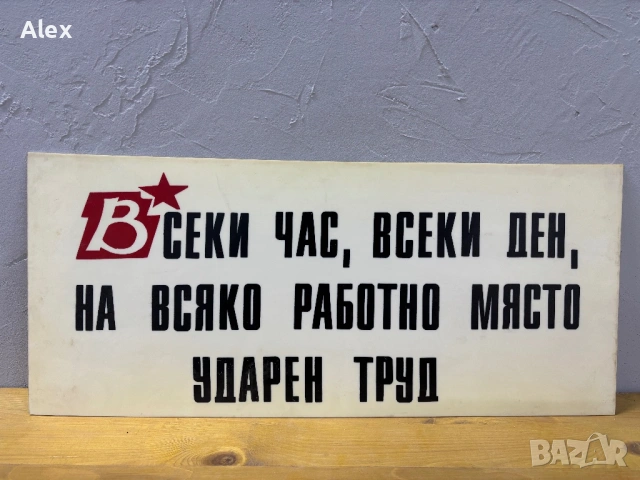 Alex
ВСЕКИ ЧАС, ВСЕКИ ДЕН,
НА ВСЯКО РАБОТНО МЯСТО
УДАРЕН ТРУД
BAZAR